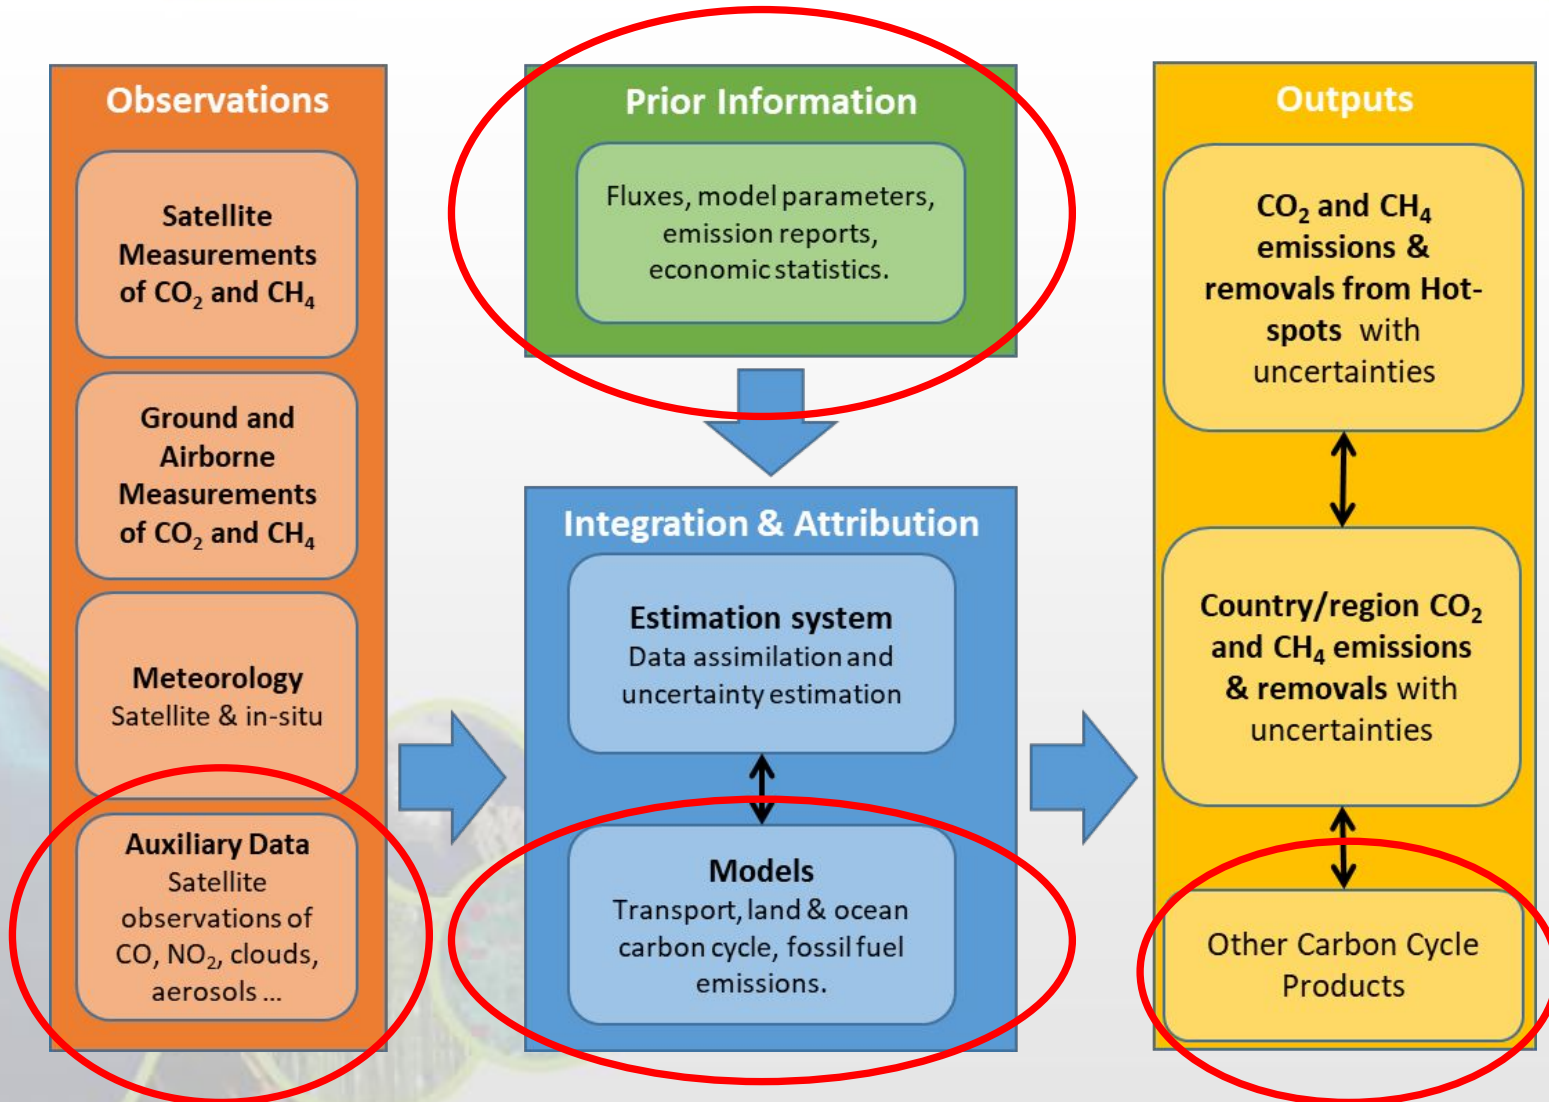 Observations
Satellite
Measurements
of CO₂ and CH₄
Ground and
Airborne
Measurements
of CO₂ and CH₄
Meteorology
Satellite & in-situ
Auxiliary Data
Satellite
observations of
CO, NO₂, clouds,
aerosols ...
Prior Information
Fluxes, model parameters,
emission reports,
economic statistics.
Integration & Attribution
Estimation system
Data assimilation and
uncertainty estimation
Models
Transport, land & ocean
carbon cycle, fossil fuel
emissions.
Outputs
CO₂ and CH₄
emissions &
removals from Hot-
spots with
uncertainties
Country/region CO₂
and CH₄ emissions
& removals with
uncertainties
Other Carbon Cycle
Products